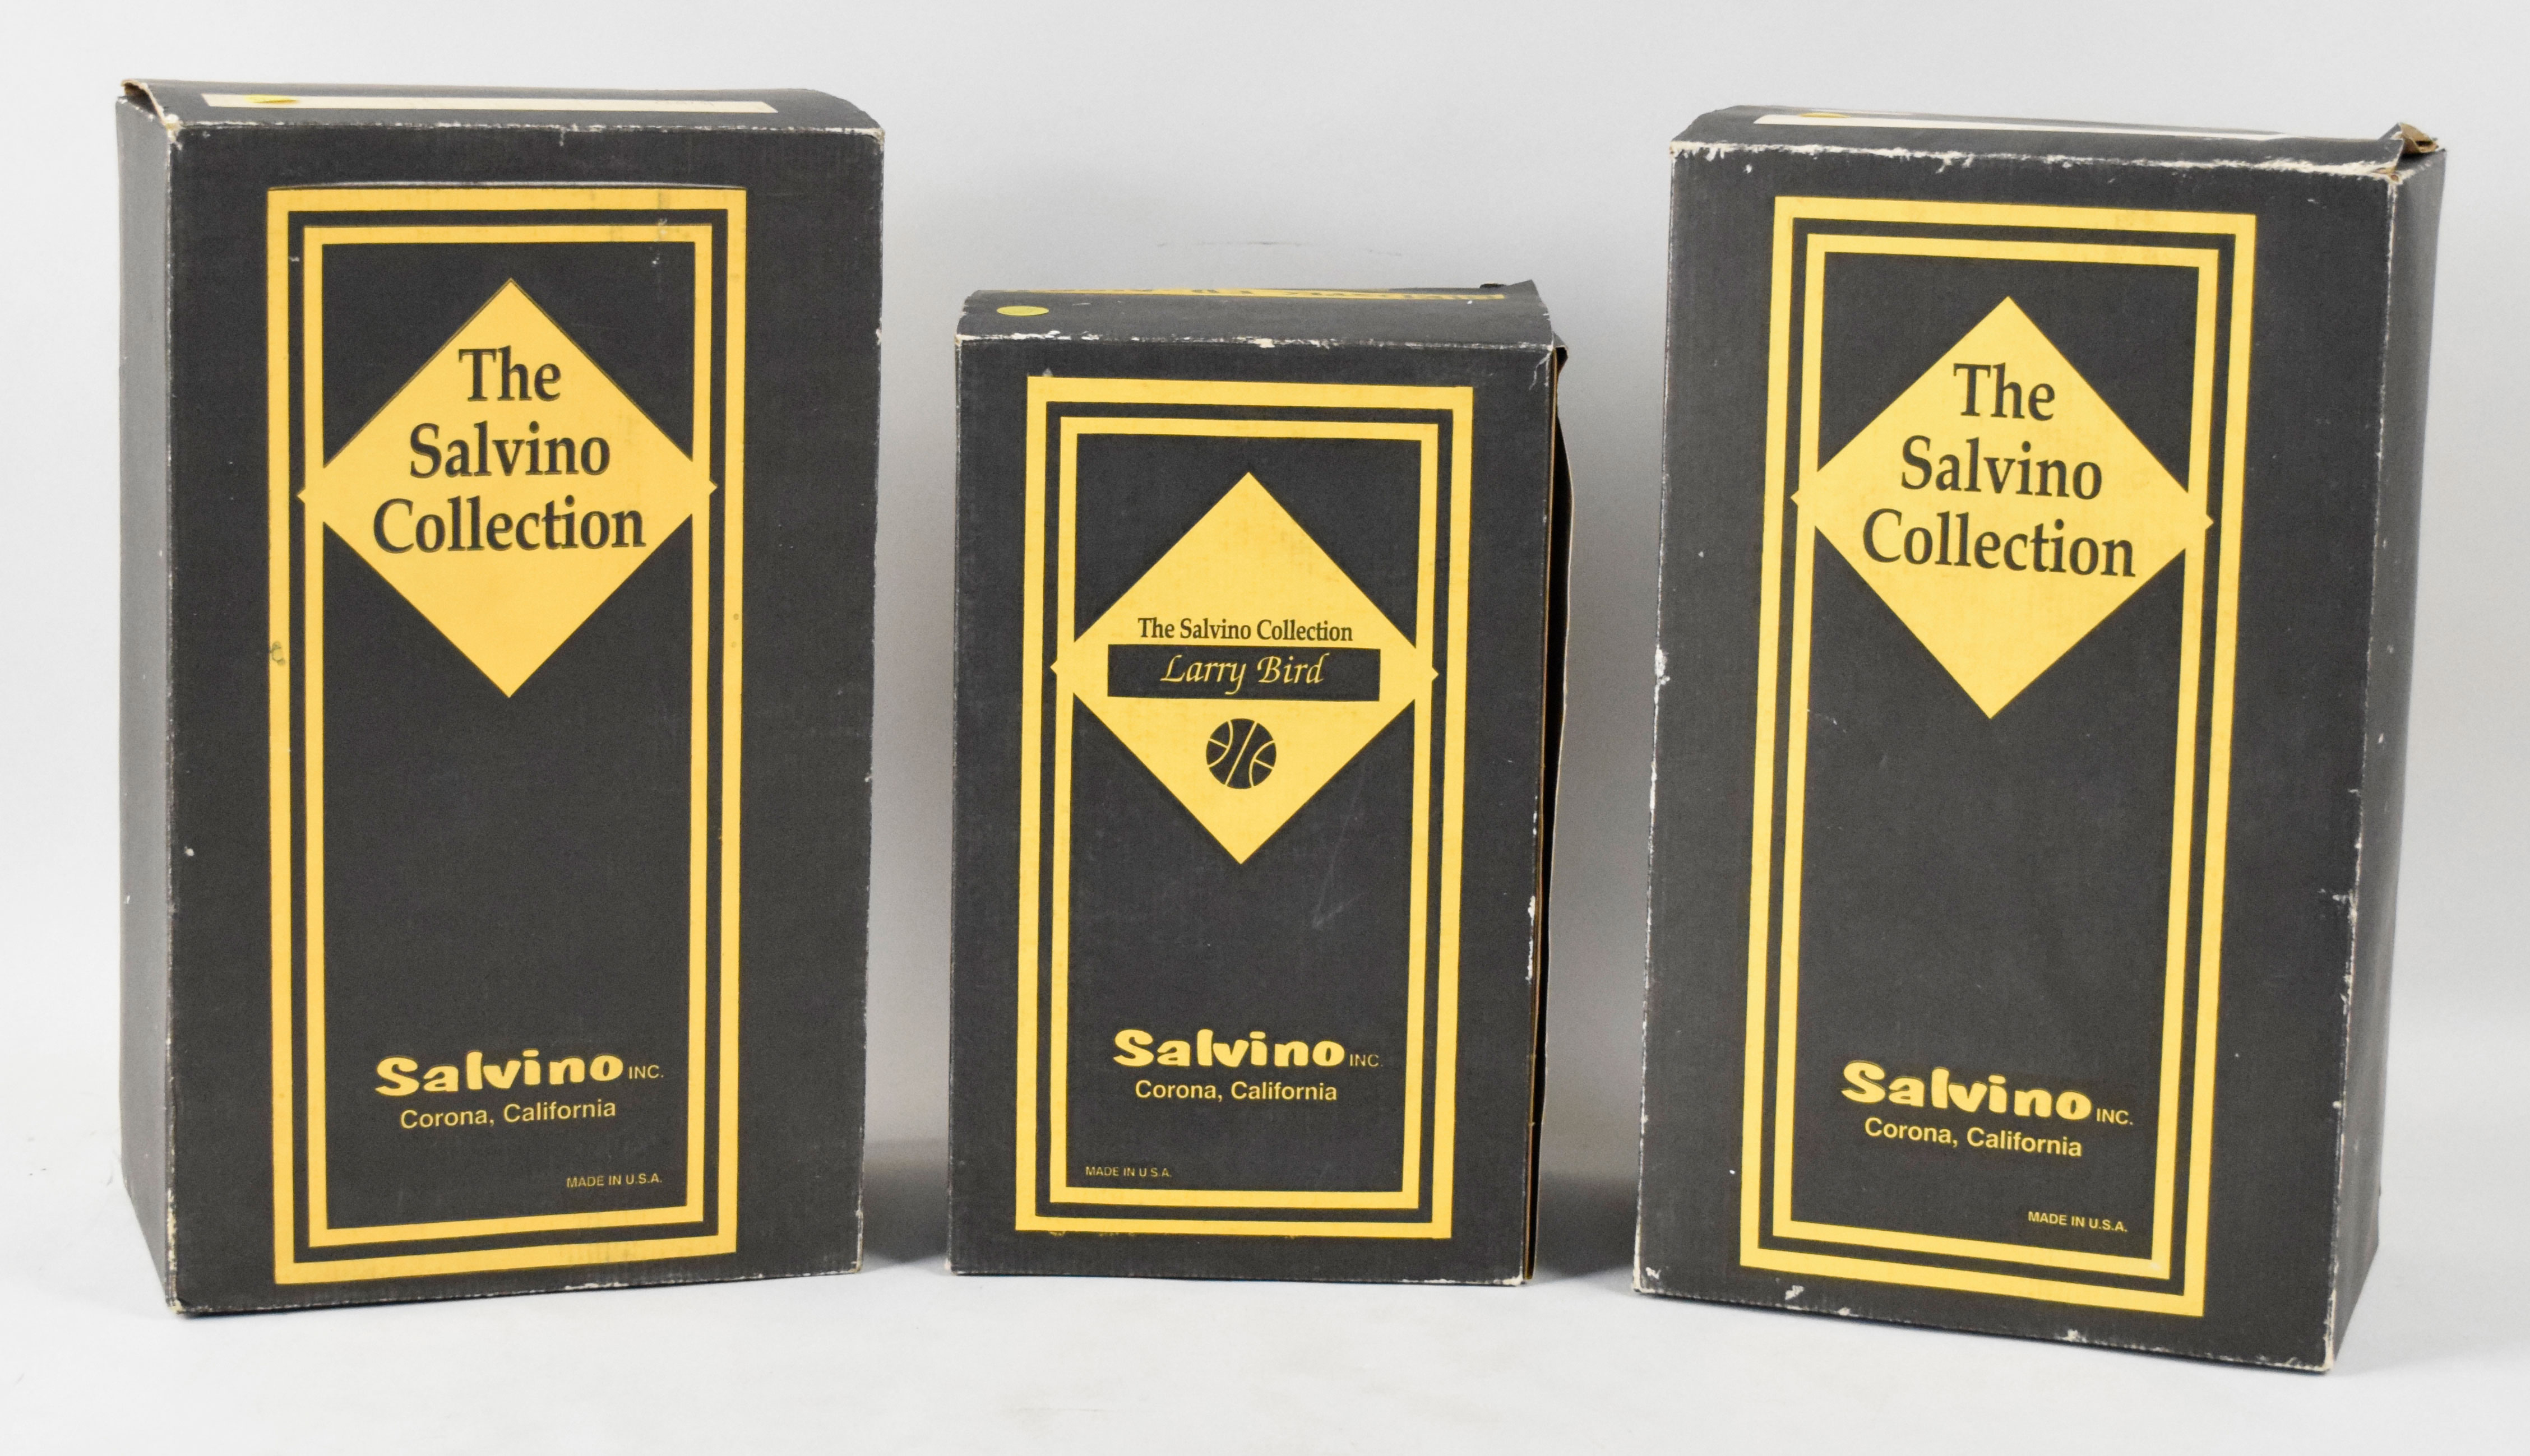 The
Salvino
Collection
Salvino INC.
Corona, California
MADE IN U.S.A.
The Salvino Collection
Larry Bird
Salvino INC.
Corona, California
MADE IN U.S.A.
The
Salvino
Collection
Salvino INC.
Corona, California
MADE IN U.S.A.